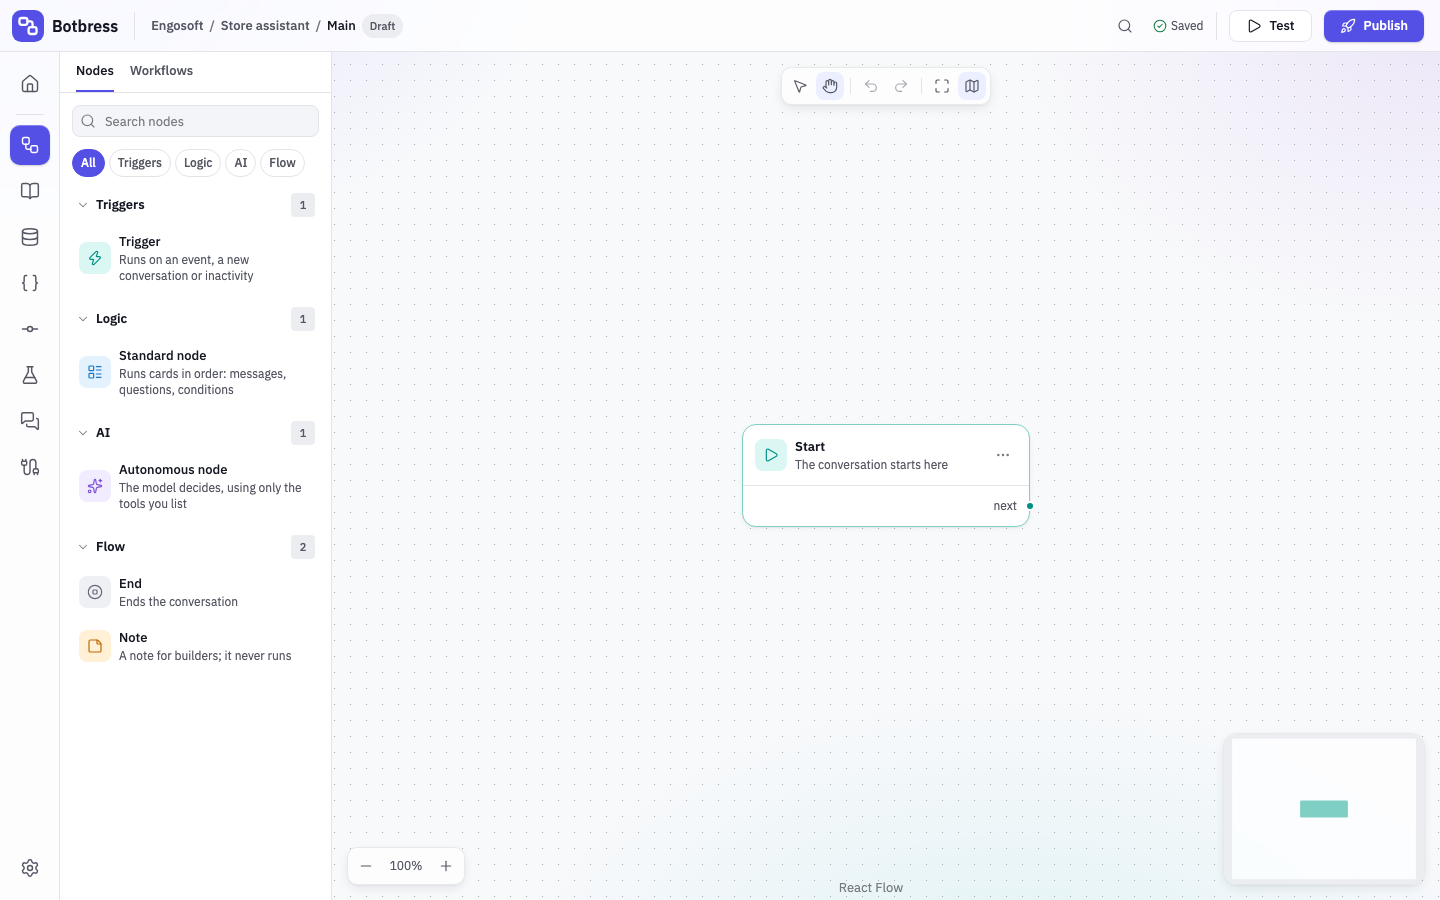 Botbress
Engosoft / Store assistant / Main Draft
Saved
Test
Publish
Nodes Workflows
Search nodes
All Triggers Logic AI Flow
Triggers 1
Trigger
Runs on an event, a new
conversation or inactivity
Logic 1
Standard node
Runs cards in order: messages,
questions, conditions
AI 1
Autonomous node
The model decides, using only the
tools you list
Flow 2
End
Ends the conversation
Note
A note for builders; it never runs
Start
The conversation starts here
next
100%
React Flow